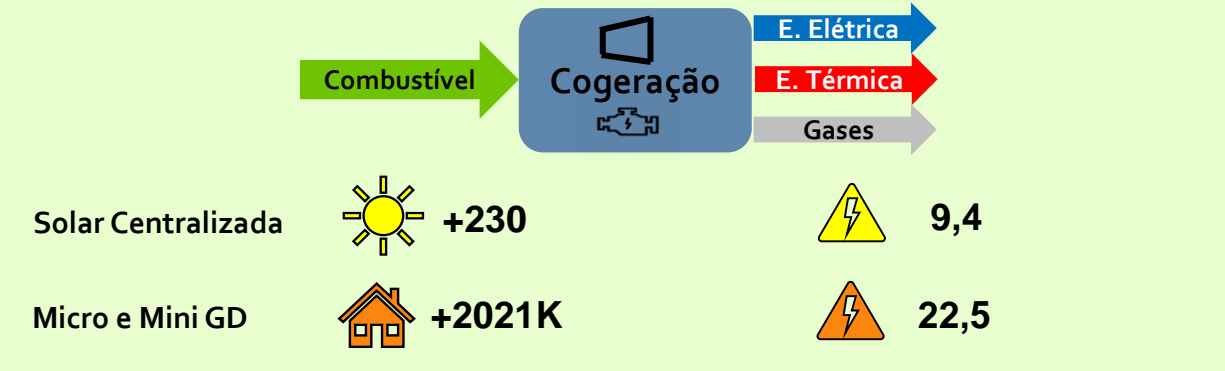 E. Elétrica
Combustível
Cogeração
E. Térmica
Gases
Solar Centralizada +230 9,4
Micro e Mini GD +2021K 22,5